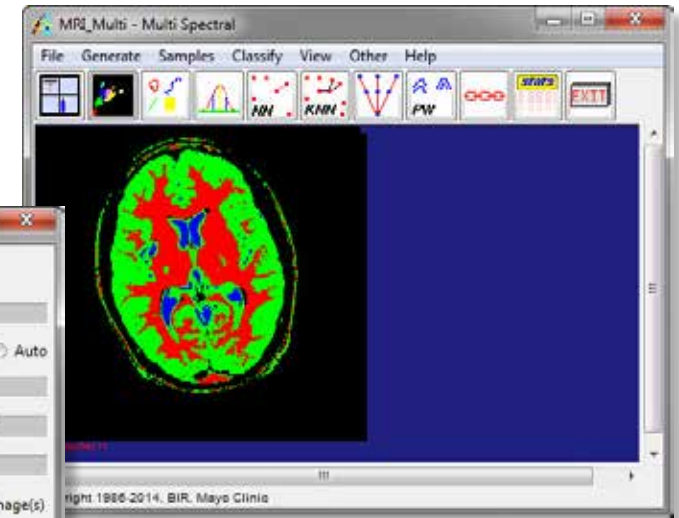 MRI_Multi - Multi Spectral
File Generate Samples Classify View Other Help
NN KNN PW stats EXIT
Auto
right 1986-2014, BIR, Mayo Clinic